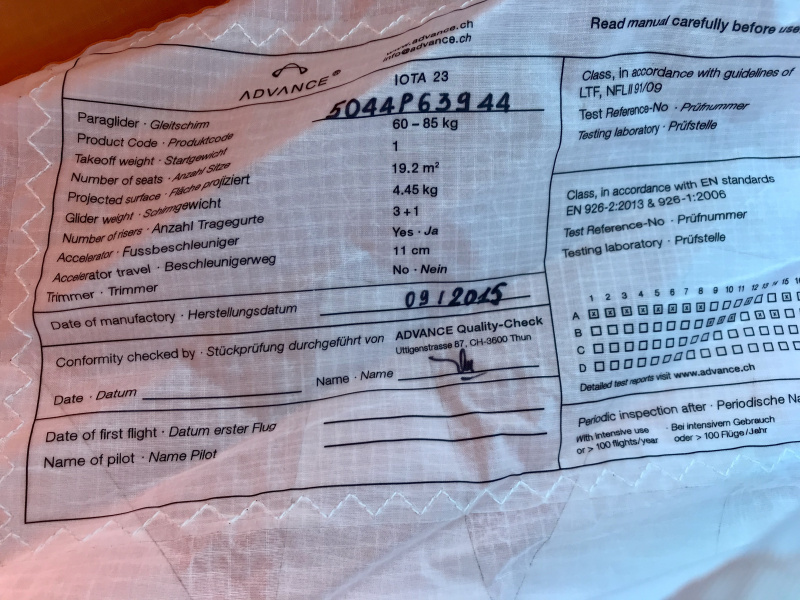 www.advance.ch
info@advance.ch
ADVANCE®
Read manual carefully before use
Paraglider · Gleitschirm IOTA 23
Product Code · Produktcode 5044P63944
Takeoff weight · Startgewicht 60 – 85 kg
Number of seats · Anzahl Sitze 1
Projected surface · Fläche projiziert 19.2 m²
Glider weight · Schirmgewicht 4.45 kg
Number of risers · Anzahl Tragegurte 3+1
Accelerator · Fussbeschleuniger Yes · Ja
Accelerator travel · Beschleunigerweg 11 cm
Trimmer · Trimmer No · Nein
Date of manufactory · Herstellungsdatum 09/2015
Conformity checked by · Stückprüfung durchgeführt von ADVANCE Quality-Check
Uttigenstrasse 87, CH-3600 Thun
Date · Datum Name · Name
Date of first flight · Datum erster Flug
Name of pilot · Name Pilot
Class, in accordance with guidelines of
LTF, NFL II 91/09
Test Reference-No · Prüfnummer
Testing laboratory · Prüfstelle
Class, in accordance with EN standards
EN 926-2:2013 & 926-1:2006
Test Reference-No · Prüfnummer
Testing laboratory · Prüfstelle
1 2 3 4 5 6 7 8 9 10 11 12 13 14 15
A
B
C
D
Detailed test reports visit www.advance.ch
Periodic inspection after · Periodische
With intensive use · Bei intensivem Gebrauch
or > 100 flights/year oder > 100 Flüge/Jahr